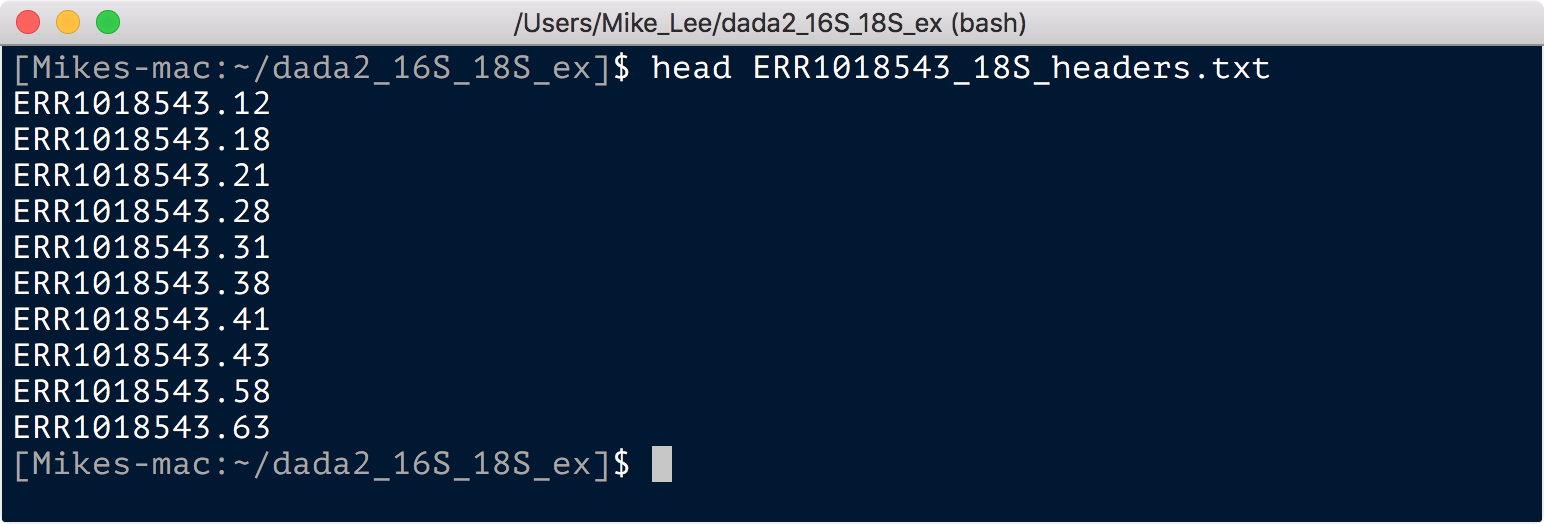 /Users/Mike_Lee/dada2_16S_18S_ex (bash)
[Mikes-mac:~/dada2_16S_18S_ex]$ head ERR1018543_18S_headers.txt
ERR1018543.12
ERR1018543.18
ERR1018543.21
ERR1018543.28
ERR1018543.31
ERR1018543.38
ERR1018543.41
ERR1018543.43
ERR1018543.58
ERR1018543.63
[Mikes-mac:~/dada2_16S_18S_ex]$